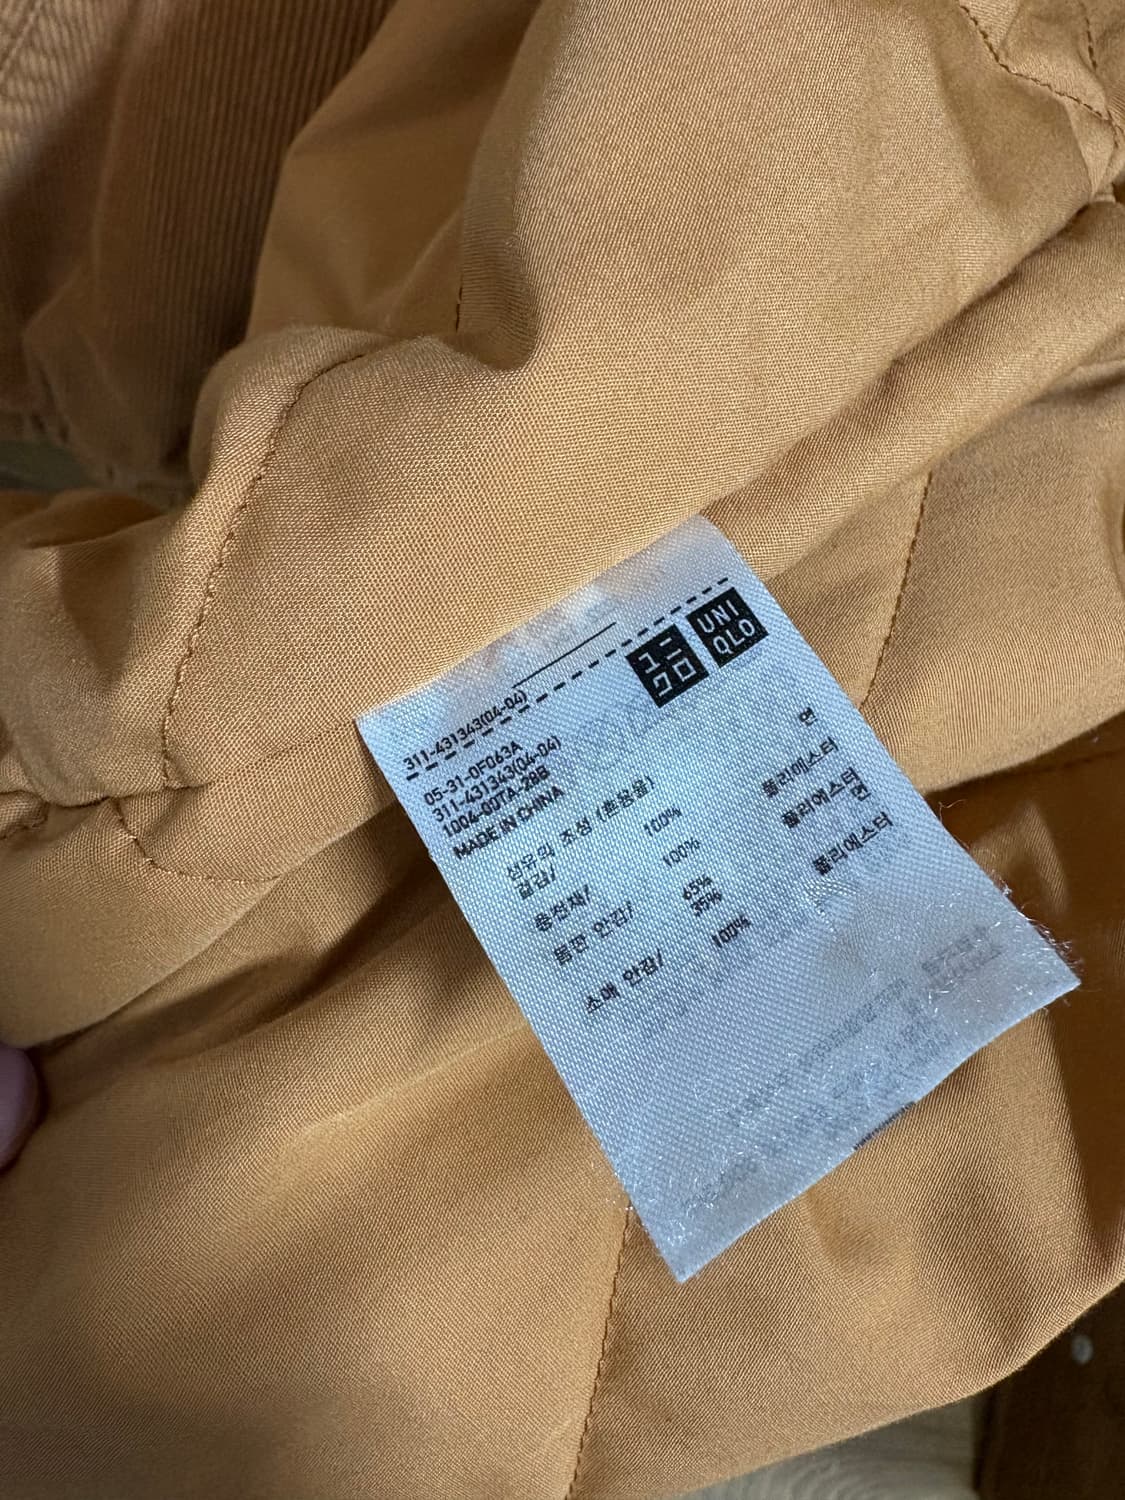 ユニ
クロ
UNI
QLO
311-431343(04-04)
05-31-0F063A
311-431343(04-04)
1004-00TA-28B
MADE IN CHINA
섬유의 조성 (혼용율)
겉감/ 100% 면
충전재/ 100% 폴리에스터
몸판 안감/ 65% 폴리에스터
35% 면
소매 안감/ 100% 폴리에스터